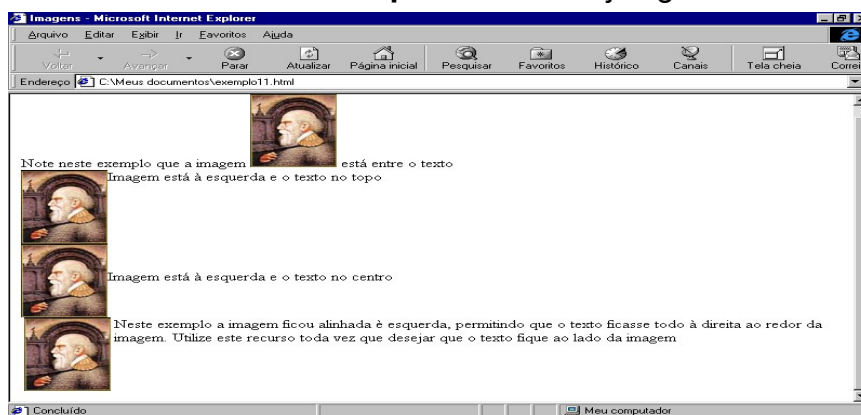 Imagens - Microsoft Internet Explorer
Arquivo Editar Exibir Ir Favoritos Ajuda
Voltar Avançar Parar Atualizar Página inicial Pesquisar Favoritos Histórico Canais Tela cheia Correi
Endereço C:\Meus documentos\exemplo11.html
Note neste exemplo que a imagem está entre o texto
Imagem está à esquerda e o texto no topo
Imagem está à esquerda e o texto no centro
Neste exemplo a imagem ficou alinhada è esquerda, permitindo que o texto ficasse todo à direita ao redor da
imagem. Utilize este recurso toda vez que desejar que o texto fique ao lado da imagem
Concluído Meu computador